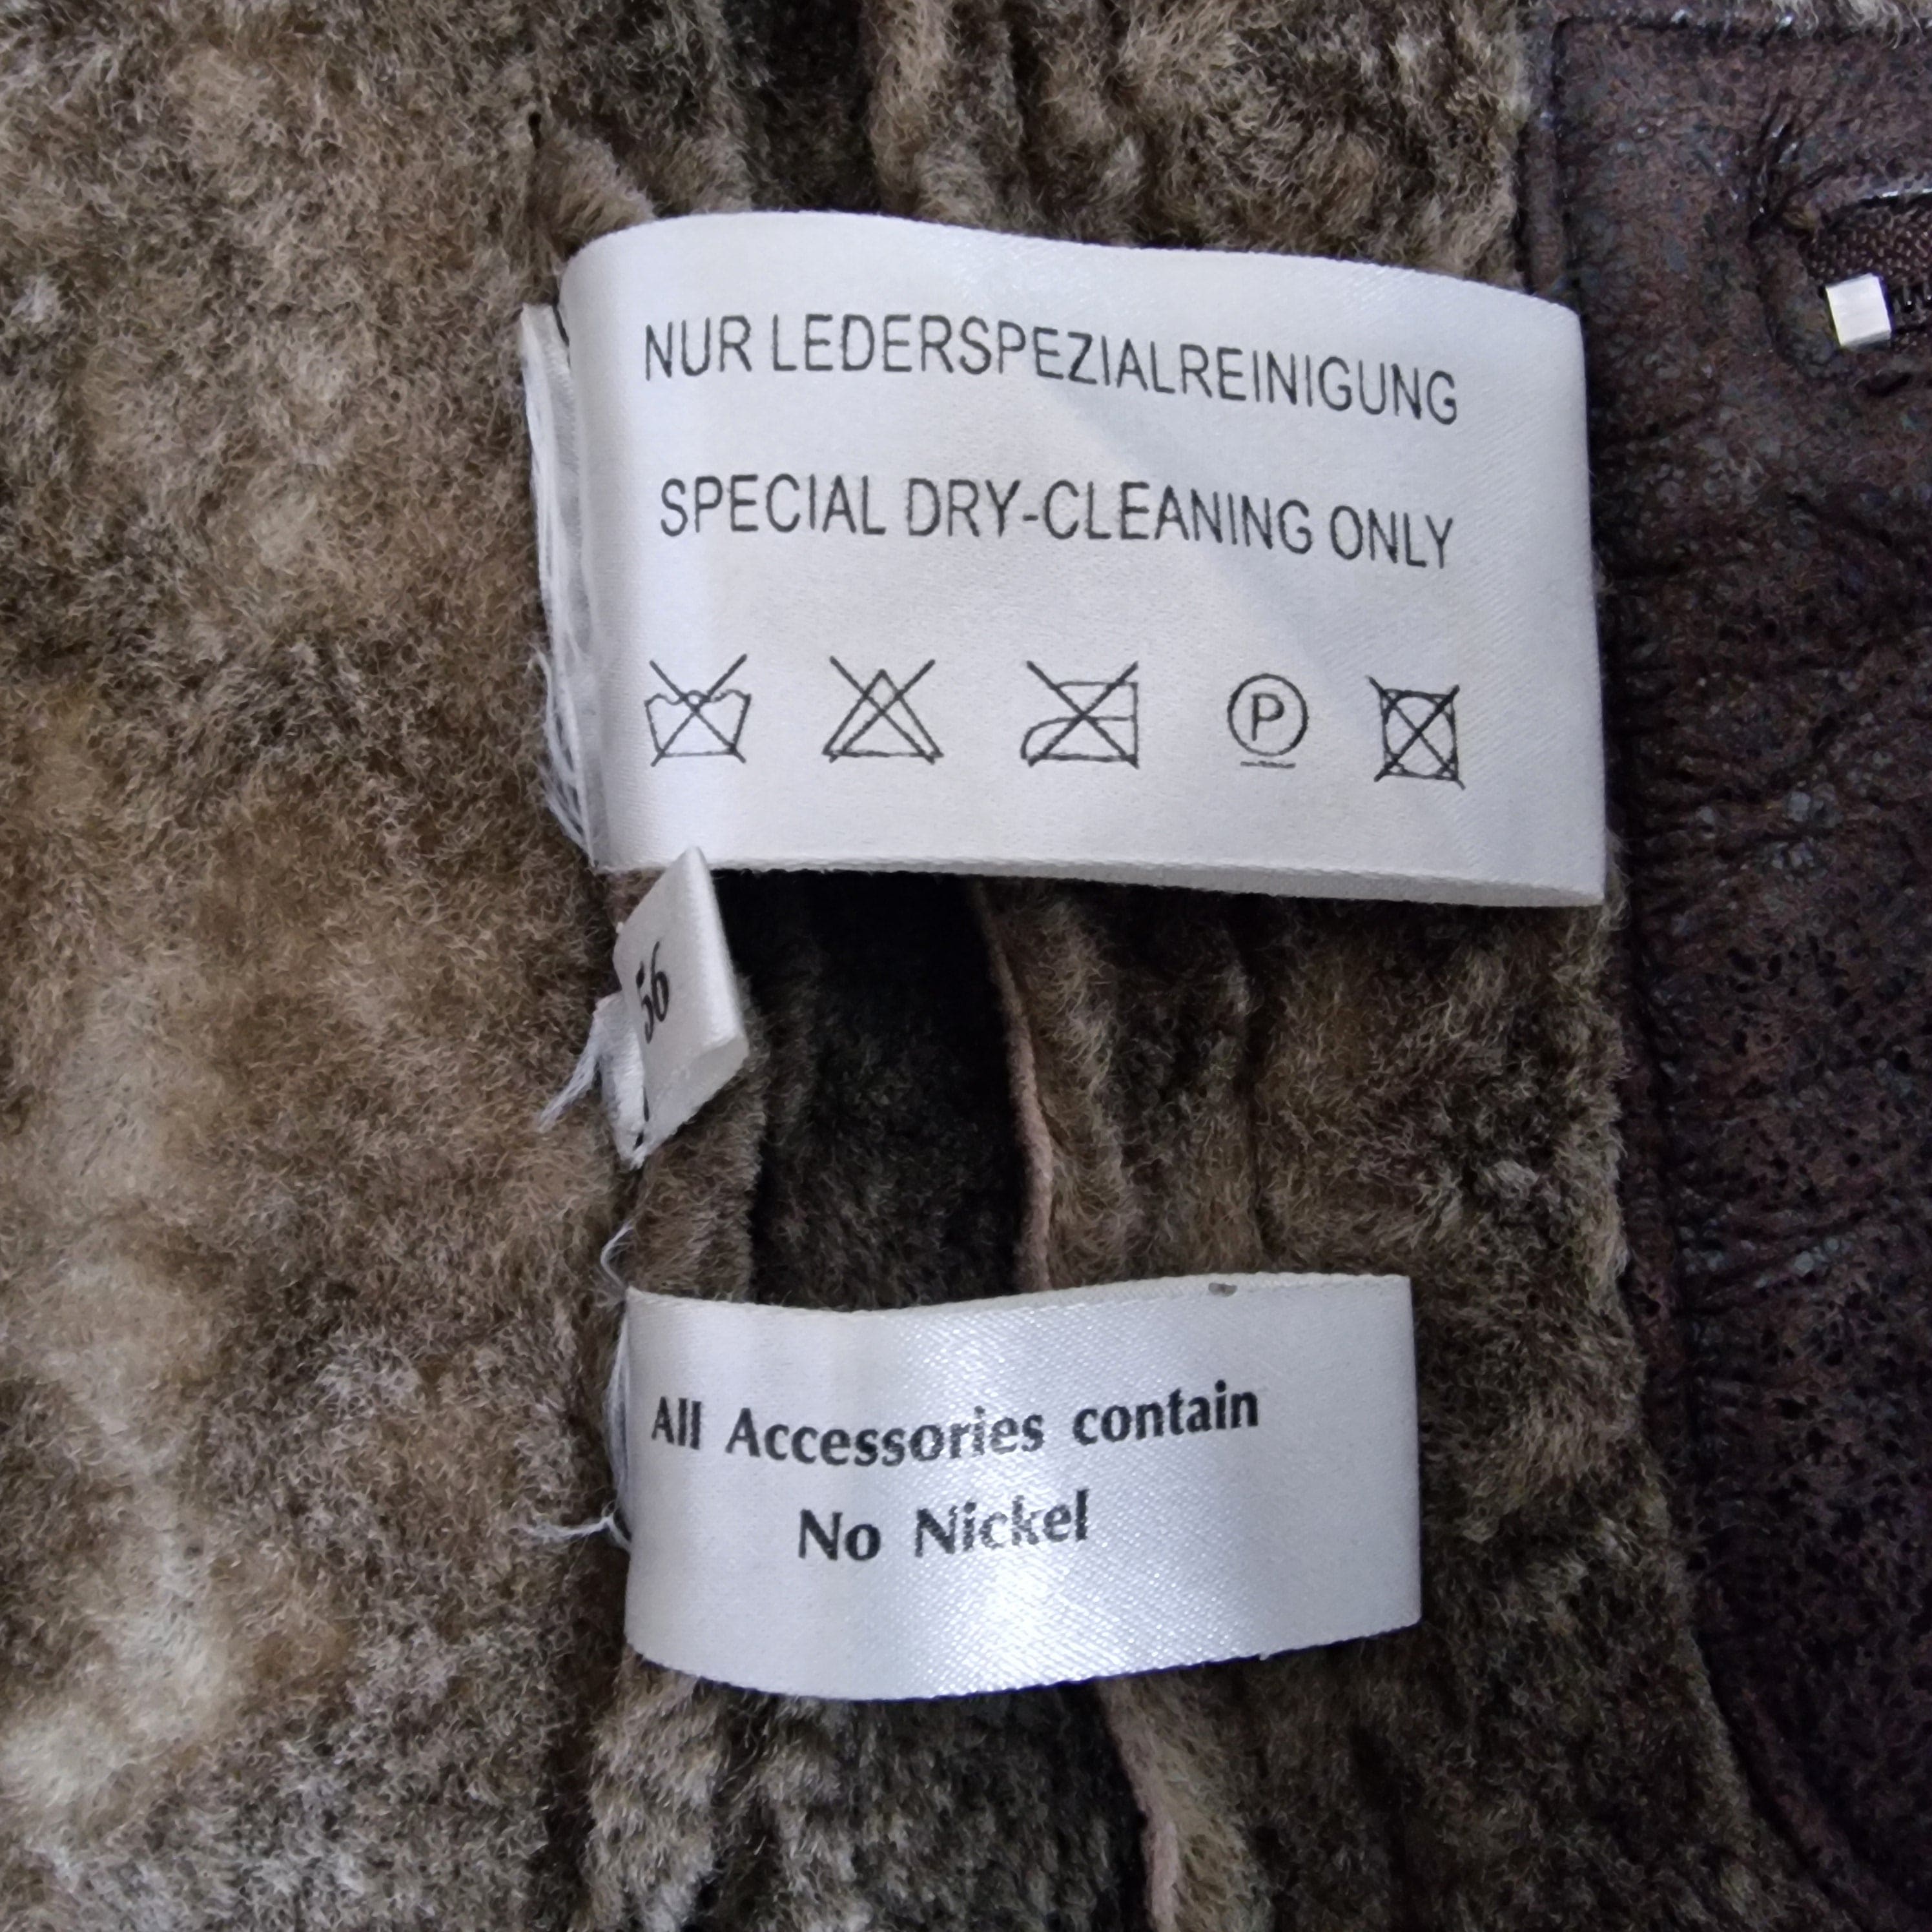 NUR LEDERSPEZIALREINIGUNG
SPECIAL DRY-CLEANING ONLY
P
56
All Accessories contain
No Nickel